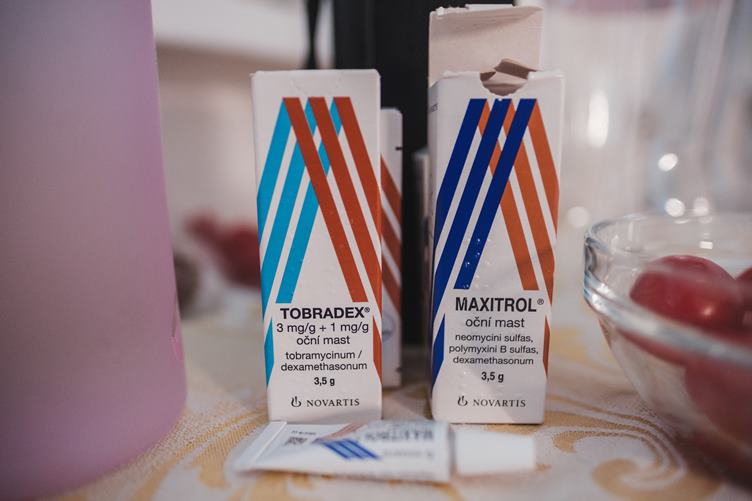 TOBRADEX®
3 mg/g + 1 mg/g
oční mast
tobramycinum /
dexamethasonum
3,5 g
NOVARTIS
MAXITROL®
oční mast
neomycini sulfas,
polymyxini B sulfas,
dexamethasonum
3,5 g
NOVARTIS